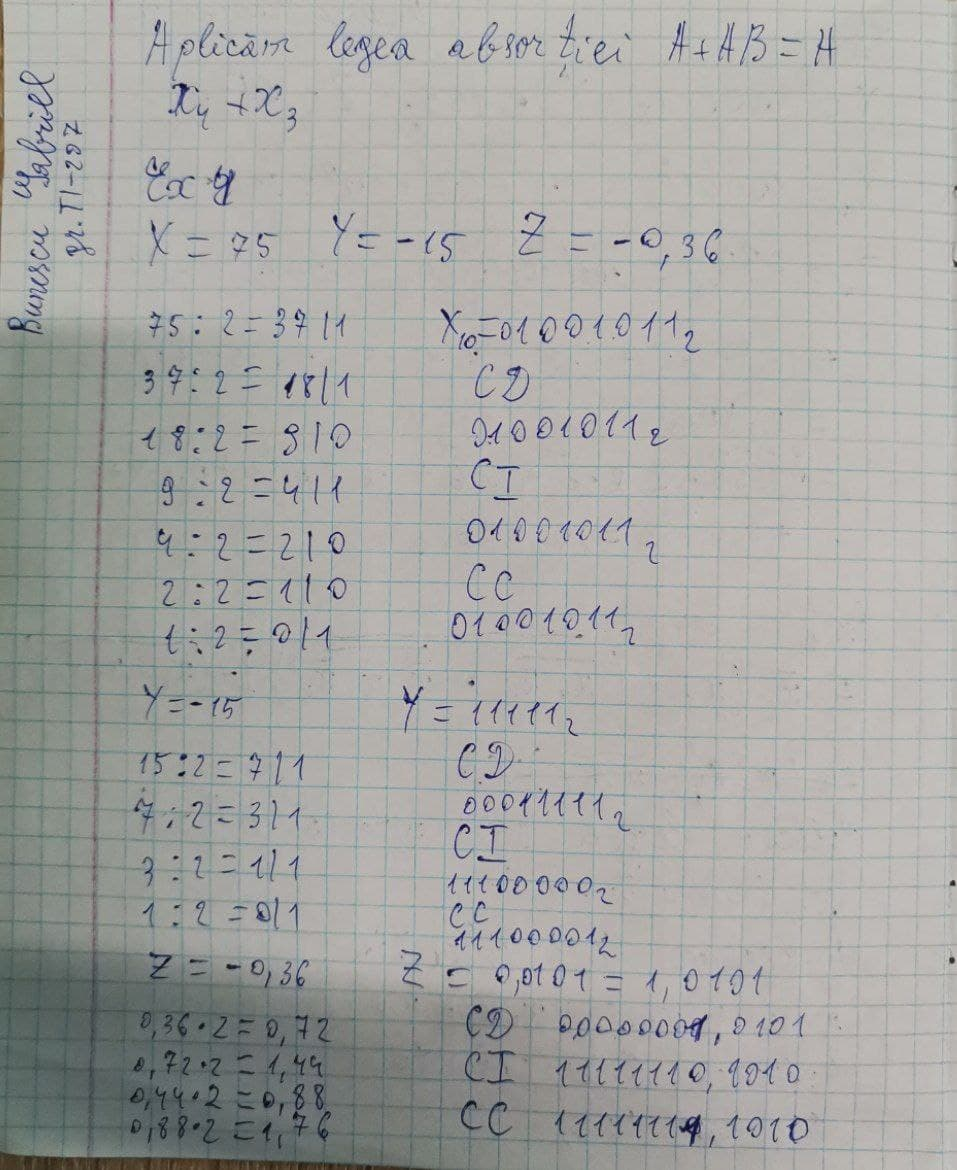 Aplicăm legea absorției A+AB=A
X₄+X₃
Bunescu Gabriell
gr. TI-207
Ex 9
X = 75 Y = -15 Z = -0,36
75 : 2 = 37 | 1 X₁₀=01001011₂
37 : 2 = 18 | 1 CD
18 : 2 = 9 | 0 01001011₂
9 : 2 = 4 | 1 CI
4 : 2 = 2 | 0 01001011₂
2 : 2 = 1 | 0 CC
1 : 2 = 0 | 1 01001011₂
Y = -15 Y = 11111₂
15 : 2 = 7 | 1 CD
7 : 2 = 3 | 1 00011111₂
3 : 2 = 1 | 1 CI
11100000₂
1 : 2 = 0 | 1 CC
11100001₂
Z = -0,36 Z = 0,0101 = 1,0101
0,36·2=0,72 CD 00000001,0101
0,72·2=1,44 CI 11111110,1010
0,44·2=0,88
0,88·2=1,76 CC 11111111,1010